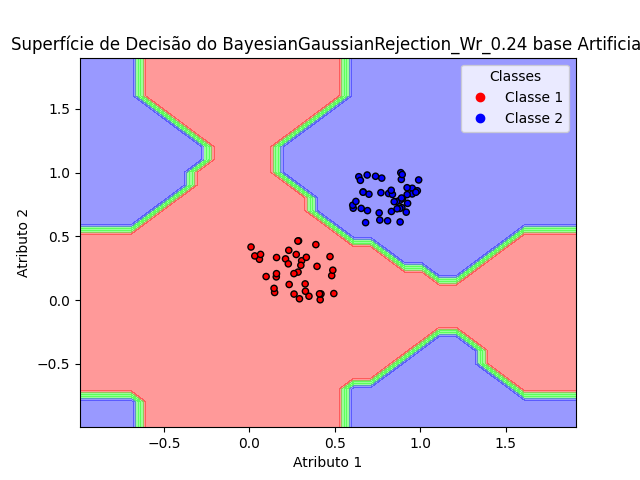 Superfície de Decisão do BayesianGaussianRejection_Wr_0.24 base Artificia
Classes
Classe 1
Classe 2
1.5
1.0
0.5
0.0
−0.5
Atributo 2
−0.5
0.0
0.5
1.0
1.5
Atributo 1